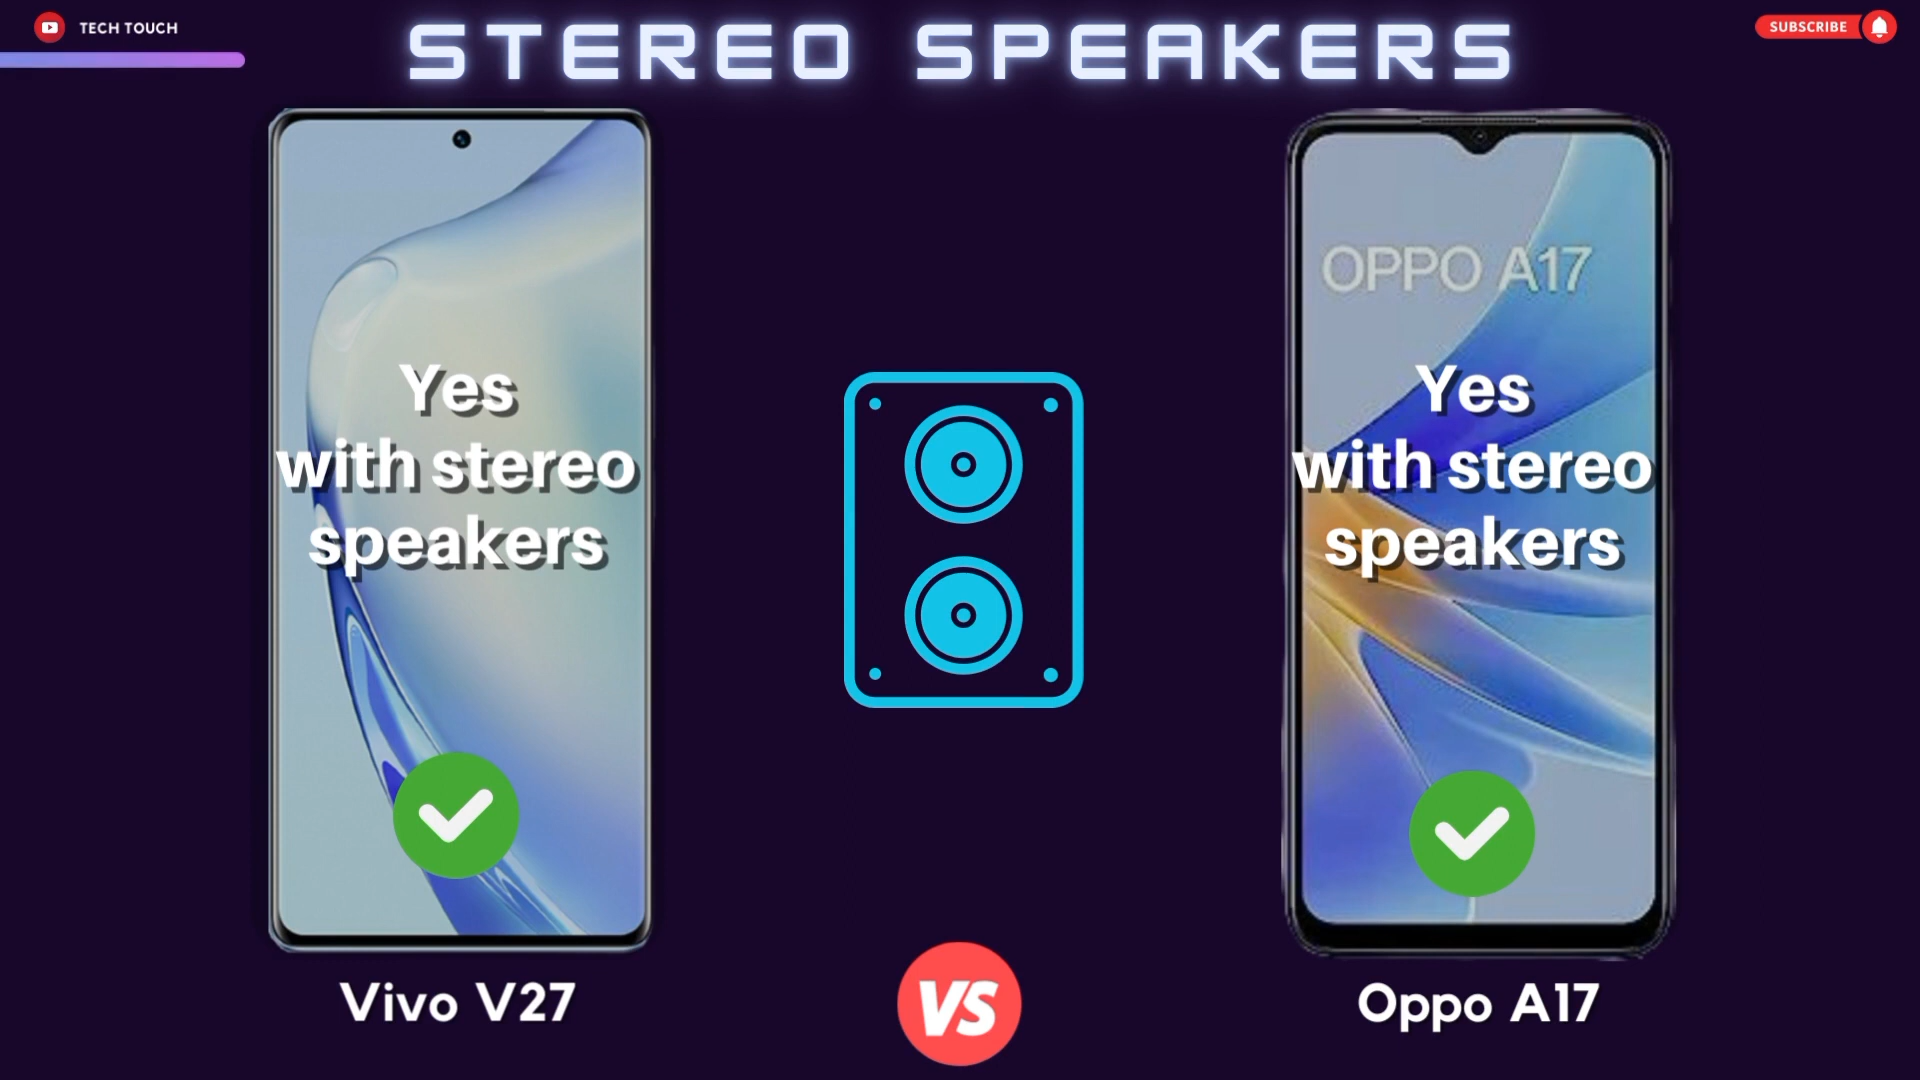 TECH TOUCH
STEREO SPEAKERS
SUBSCRIBE
Yes
with stereo
speakers
OPPO A17
Yes
with stereo
speakers
Vivo V27
VS
Oppo A17